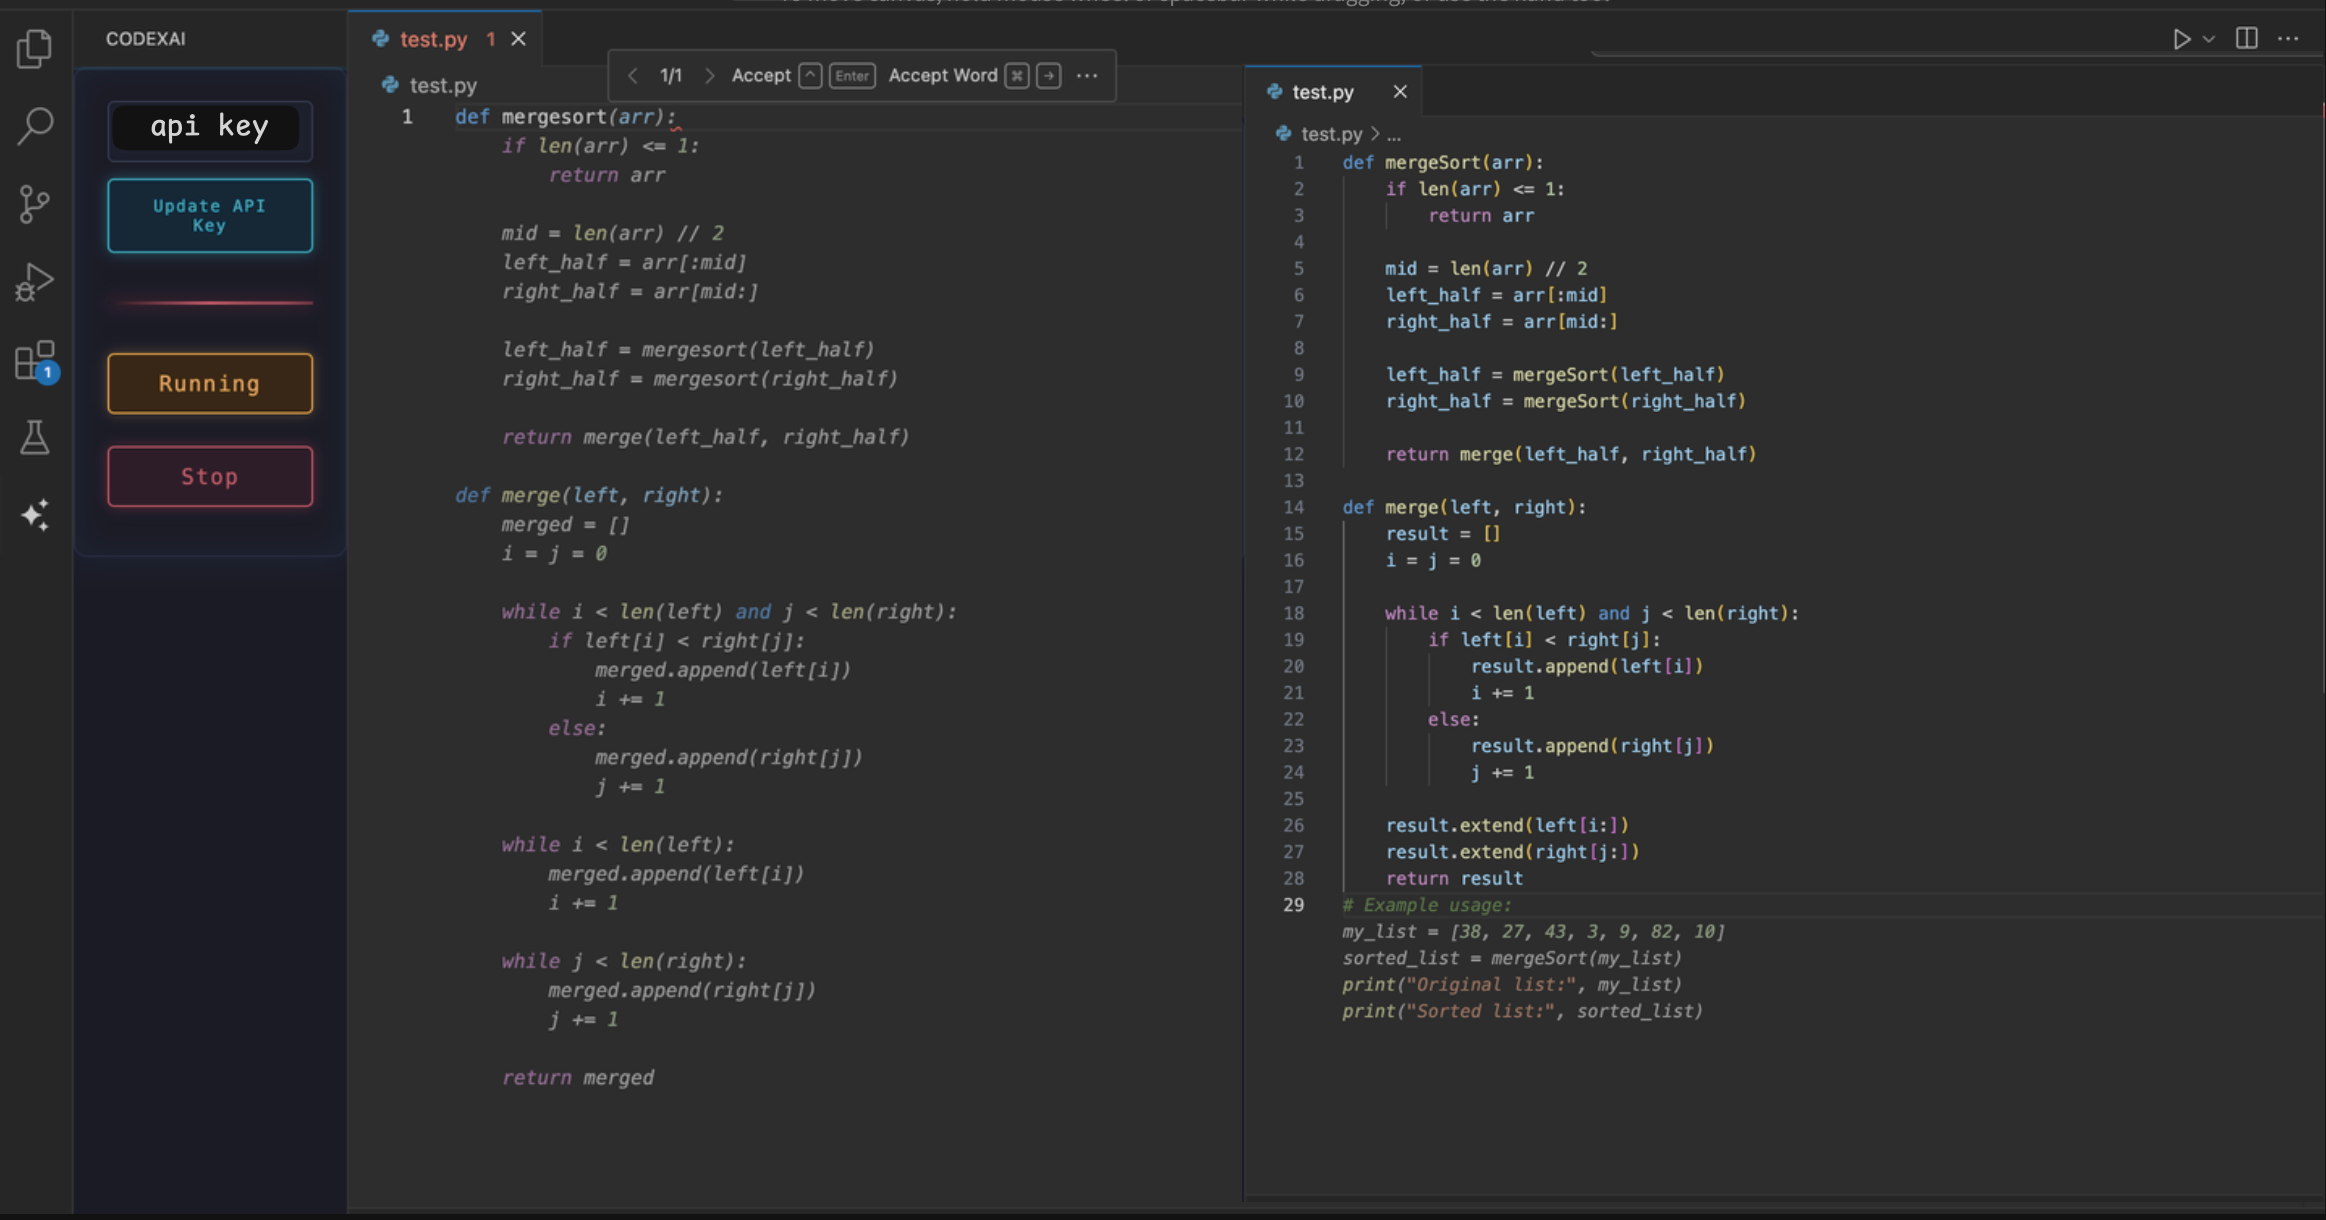 CODEXAI
api key
Update API
Key
Running
Stop
1
test.py 1
test.py
1/1 Accept ^ Enter Accept Word ⌘ → ···
1 def mergesort(arr):
    if len(arr) <= 1:
        return arr

    mid = len(arr) // 2
    left_half = arr[:mid]
    right_half = arr[mid:]

    left_half = mergesort(left_half)
    right_half = mergesort(right_half)

    return merge(left_half, right_half)

def merge(left, right):
    merged = []
    i = j = 0

    while i < len(left) and j < len(right):
        if left[i] < right[j]:
            merged.append(left[i])
            i += 1
        else:
            merged.append(right[j])
            j += 1

    while i < len(left):
        merged.append(left[i])
        i += 1

    while j < len(right):
        merged.append(right[j])
        j += 1

    return merged
test.py
test.py > ...
1 def mergeSort(arr):
2     if len(arr) <= 1:
3         return arr
4
5     mid = len(arr) // 2
6     left_half = arr[:mid]
7     right_half = arr[mid:]
8
9     left_half = mergeSort(left_half)
10     right_half = mergeSort(right_half)
11
12     return merge(left_half, right_half)
13
14 def merge(left, right):
15     result = []
16     i = j = 0
17
18     while i < len(left) and j < len(right):
19         if left[i] < right[j]:
20             result.append(left[i])
21             i += 1
22         else:
23             result.append(right[j])
24             j += 1
25
26     result.extend(left[i:])
27     result.extend(right[j:])
28     return result
29 # Example usage:
my_list = [38, 27, 43, 3, 9, 82, 10]
sorted_list = mergeSort(my_list)
print("Original list:", my_list)
print("Sorted list:", sorted_list)